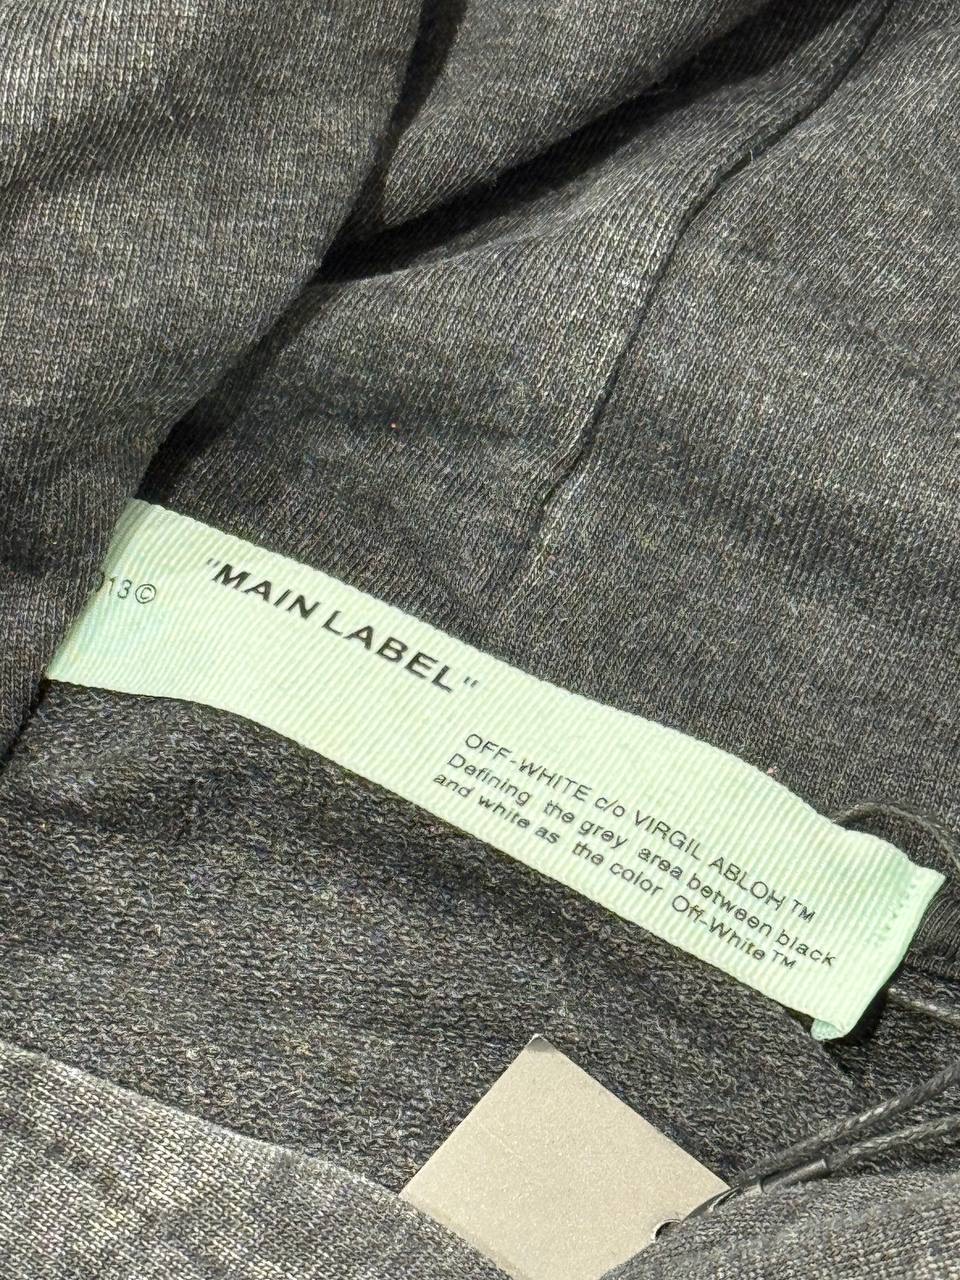 13©
"MAIN LABEL"
OFF-WHITE c/o VIRGIL ABLOH™
Defining the grey area between black
and white as the color Off-White™